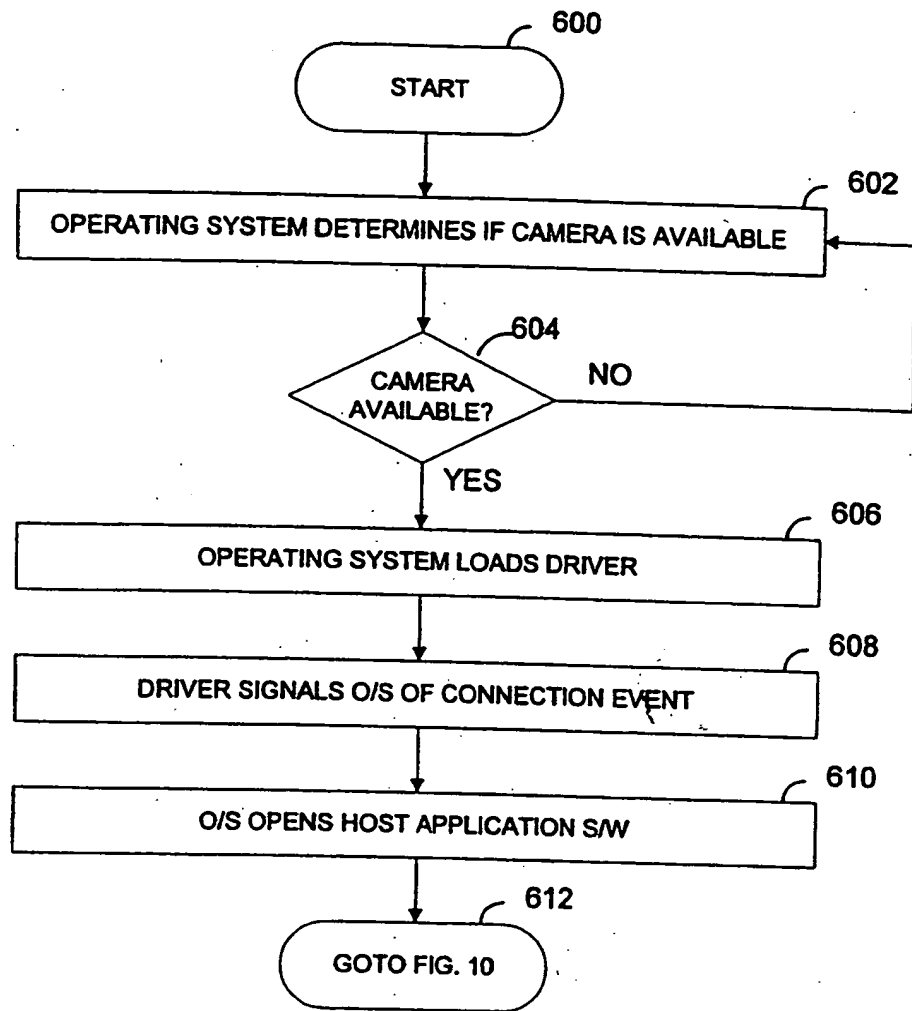 600
START
602
OPERATING SYSTEM DETERMINES IF CAMERA IS AVAILABLE
604
CAMERA
AVAILABLE?
NO
YES
606
OPERATING SYSTEM LOADS DRIVER
608
DRIVER SIGNALS O/S OF CONNECTION EVENT
610
O/S OPENS HOST APPLICATION S/W
612
GOTO FIG. 10